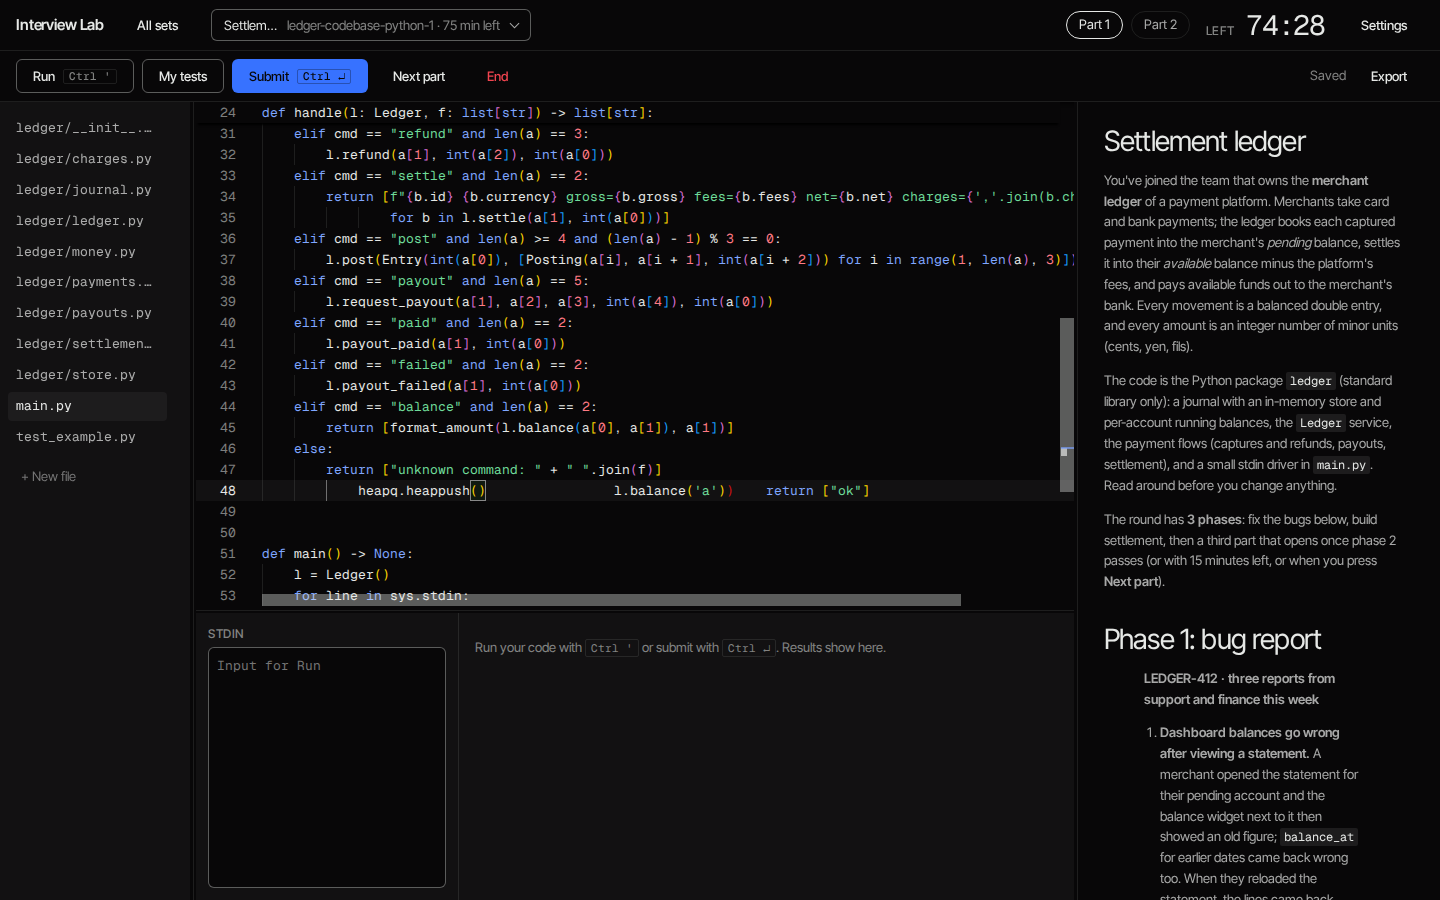 Interview Lab
All sets
Settlem... ledger-codebase-python-1 · 75 min left
Part 1
Part 2
LEFT 74:28
Settings
Run Ctrl '
My tests
Submit Ctrl ↵
Next part
End
Saved
Export
ledger/__init__.…
ledger/charges.py
ledger/journal.py
ledger/ledger.py
ledger/money.py
ledger/payments.…
ledger/payouts.py
ledger/settlemen…
ledger/store.py
main.py
test_example.py
+ New file
24 def handle(l: Ledger, f: list[str]) -> list[str]:
31 elif cmd == "refund" and len(a) == 3:
32 l.refund(a[1], int(a[2]), int(a[0]))
33 elif cmd == "settle" and len(a) == 2:
34 return [f"{b.id} {b.currency} gross={b.gross} fees={b.fees} net={b.net} charges={','.join(b.ch
35 for b in l.settle(a[1], int(a[0]))]
36 elif cmd == "post" and len(a) >= 4 and (len(a) - 1) % 3 == 0:
37 l.post(Entry(int(a[0]), [Posting(a[i], a[i + 1], int(a[i + 2])) for i in range(1, len(a), 3)])
38 elif cmd == "payout" and len(a) == 5:
39 l.request_payout(a[1], a[2], a[3], int(a[4]), int(a[0]))
40 elif cmd == "paid" and len(a) == 2:
41 l.payout_paid(a[1], int(a[0]))
42 elif cmd == "failed" and len(a) == 2:
43 l.payout_failed(a[1], int(a[0]))
44 elif cmd == "balance" and len(a) == 2:
45 return [format_amount(l.balance(a[0], a[1]), a[1])]
46 else:
47 return ["unknown command: " + " ".join(f)]
48 heapq.heappush() l.balance('a')) return ["ok"]
49
50
51 def main() -> None:
52 l = Ledger()
53 for line in sys.stdin:
STDIN
Input for Run
Run your code with Ctrl ' or submit with Ctrl ↵. Results show here.
Settlement ledger
You've joined the team that owns the merchant
ledger of a payment platform. Merchants take card
and bank payments; the ledger books each captured
payment into the merchant's pending balance, settles
it into their available balance minus the platform's
fees, and pays available funds out to the merchant's
bank. Every movement is a balanced double entry,
and every amount is an integer number of minor units
(cents, yen, fils).
The code is the Python package ledger (standard
library only): a journal with an in-memory store and
per-account running balances, the Ledger service,
the payment flows (captures and refunds, payouts,
settlement), and a small stdin driver in main.py.
Read around before you change anything.
The round has 3 phases: fix the bugs below, build
settlement, then a third part that opens once phase 2
passes (or with 15 minutes left, or when you press
Next part).
Phase 1: bug report
LEDGER-412 · three reports from
support and finance this week
1. Dashboard balances go wrong
after viewing a statement. A
merchant opened the statement for
their pending account and the
balance widget next to it then
showed an old figure; balance_at
for earlier dates came back wrong
too. When they reloaded the
statement, the lines came back